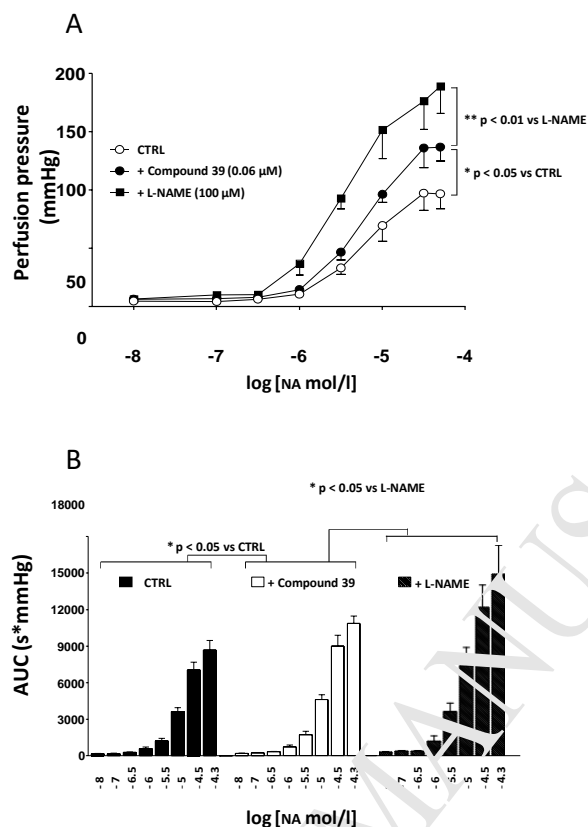 A
Perfusion pressure
(mmHg)
200
150
100
50
0
CTRL
+ Compound 39 (0.06 µM)
+ L-NAME (100 µM)
** p < 0.01 vs L-NAME
* p < 0.05 vs CTRL
-8 -7 -6 -5 -4
log [NA mol/l]
B
18000
15000
12000
9000
6000
3000
0
AUC (s*mmHg)
* p < 0.05 vs L-NAME
* p < 0.05 vs CTRL
CTRL
+ Compound 39
+ L-NAME
-8 -7 -6.5 -6 -5.5 -5 -4.5 -4.3 -8 -7 -6.5 -6 -5.5 -5 -4.5 -4.3 -8 -7 -6.5 -6 -5.5 -5 -4.5 -4.3
log [NA mol/l]
MANUS